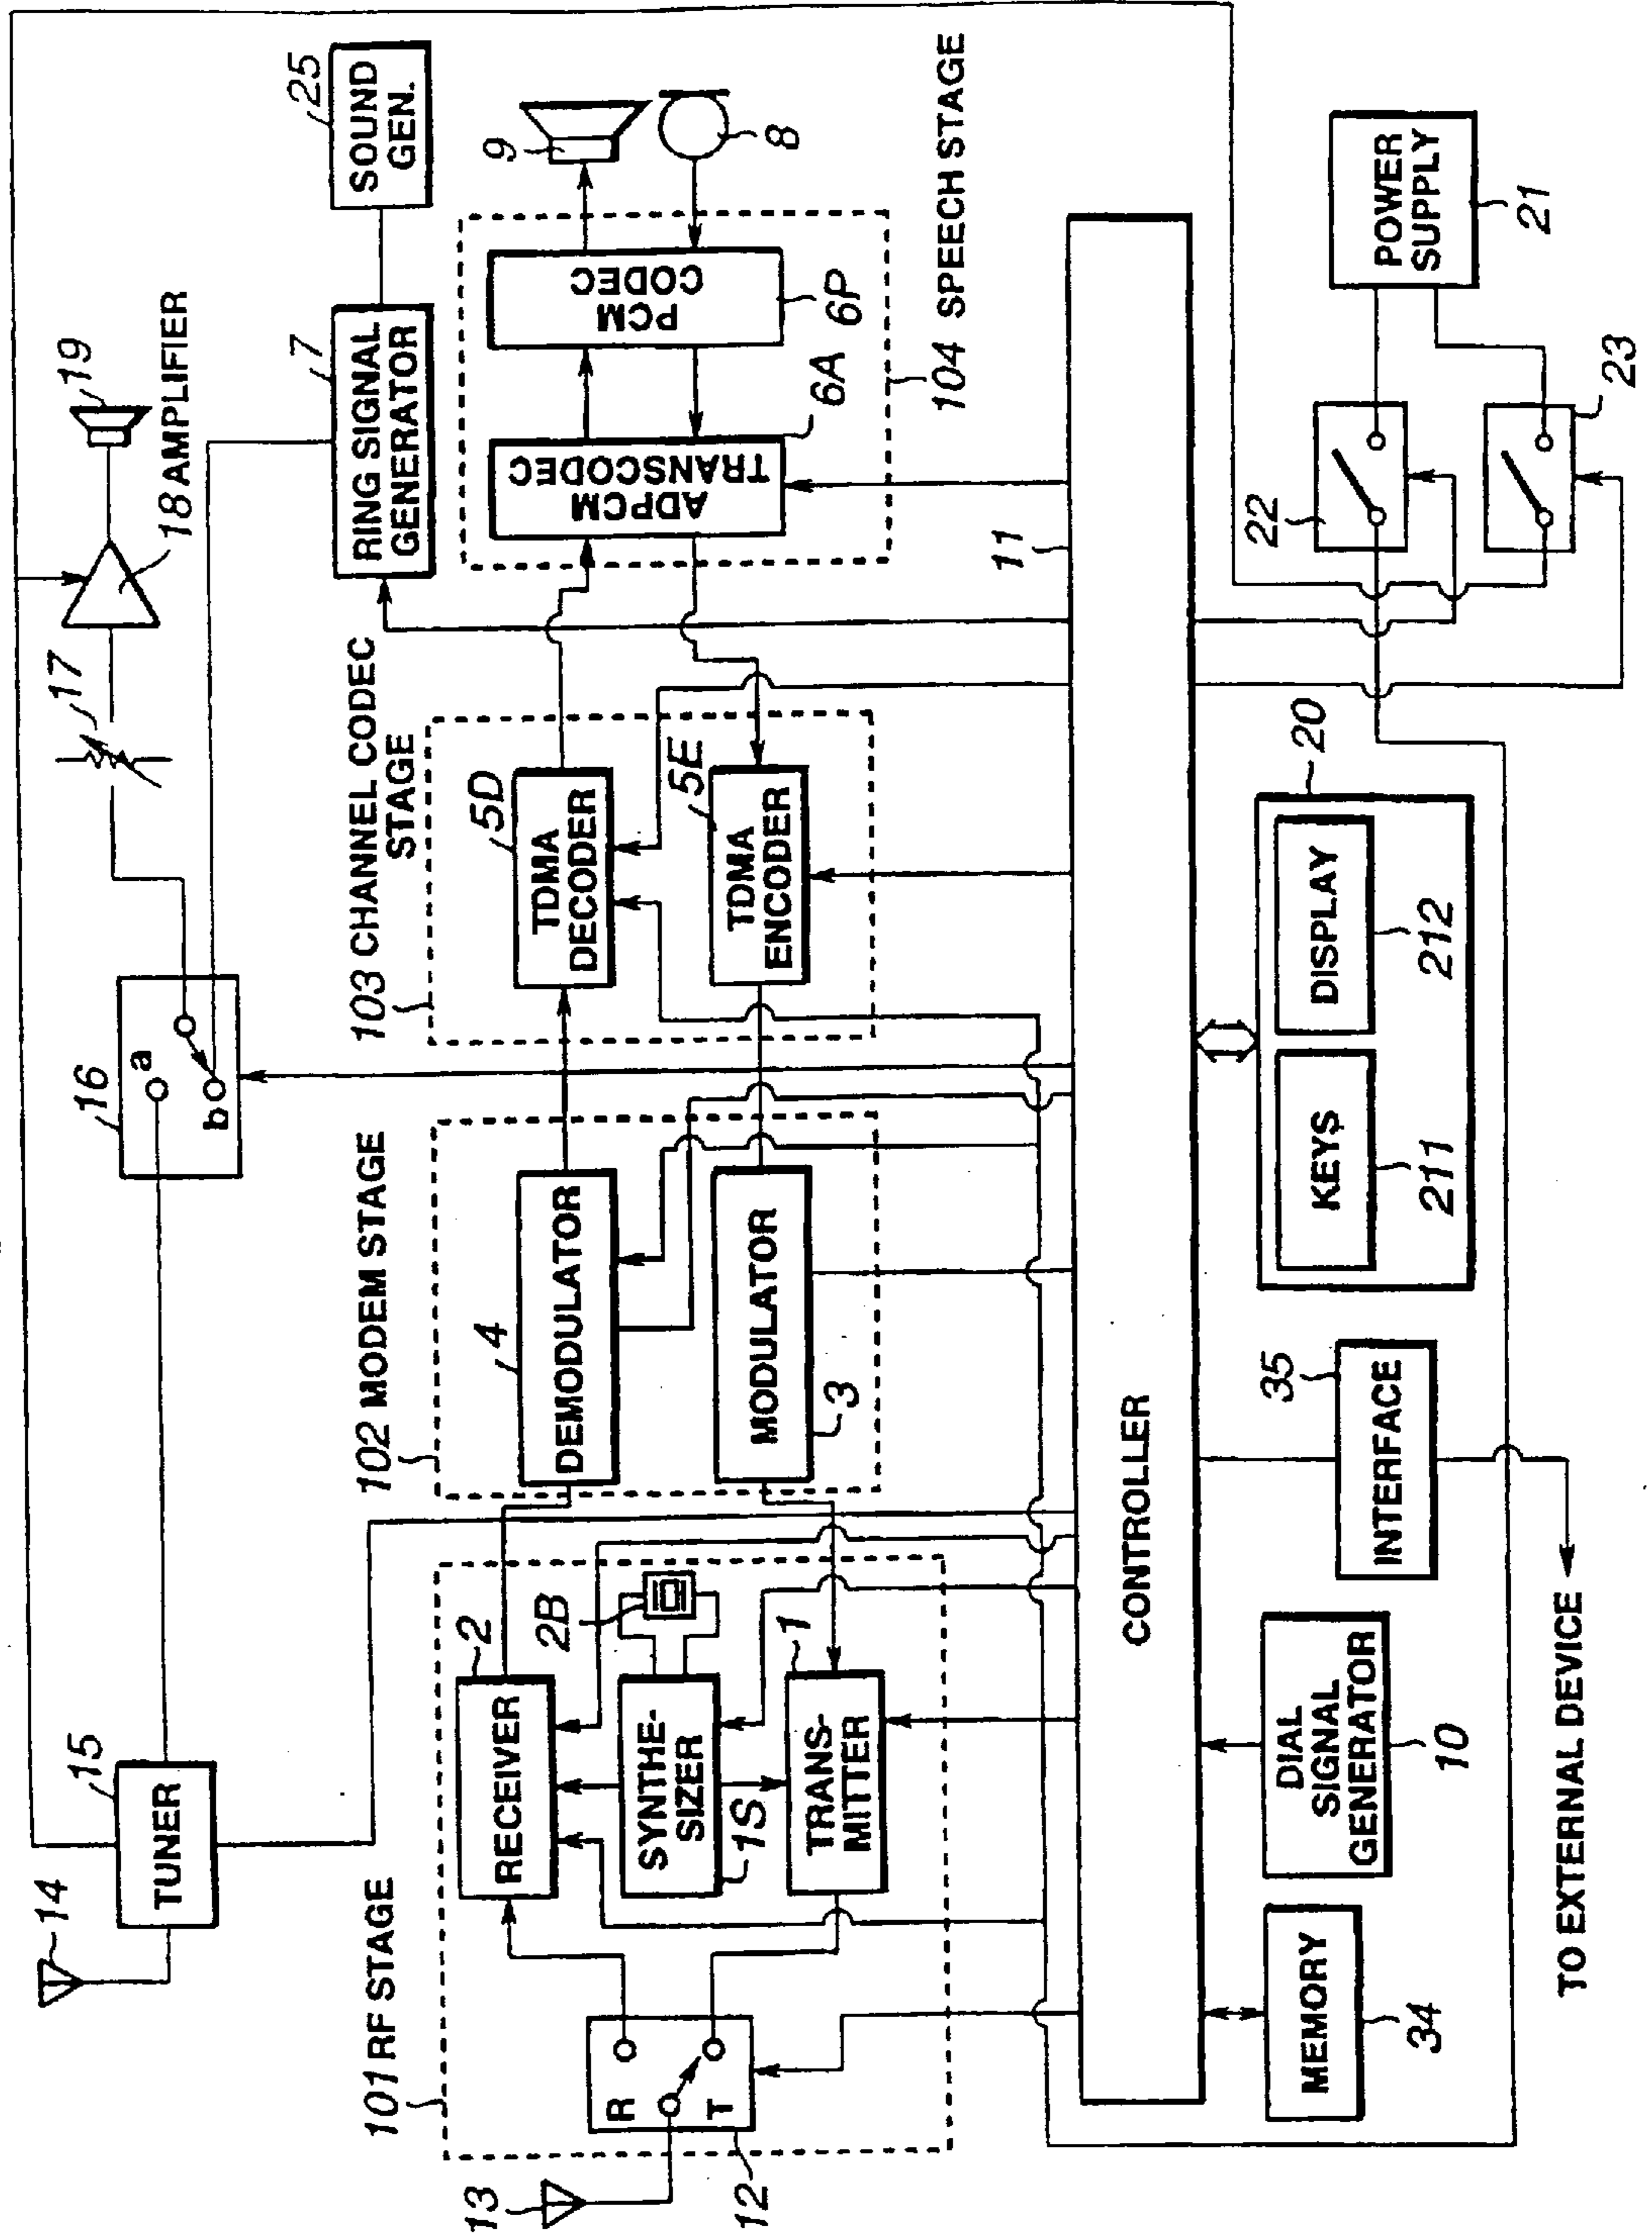 14
15
TUNER
16
a
b
17
18 AMPLIFIER
19
7
RING SIGNAL
GENERATOR
25
SOUND
GEN.
101 RF STAGE
13
12
R
T
2
RECEIVER
2B
SYNTHE-
SIZER
1S
1
TRANS-
MITTER
102 MODEM STAGE
4
DEMODULATOR
MODULATOR
3
103 CHANNEL CODEC
STAGE
5D
TDMA
DECODER
5E
TDMA
ENCODER
ADPCM
TRANSCODEC
6A
PCM
CODEC
6P
9
8
104 SPEECH STAGE
CONTROLLER
11
MEMORY
34
DIAL
SIGNAL
GENERATOR
10
INTERFACE
35
TO EXTERNAL DEVICE
20
KEYS
211
DISPLAY
212
22
23
POWER
SUPPLY
21